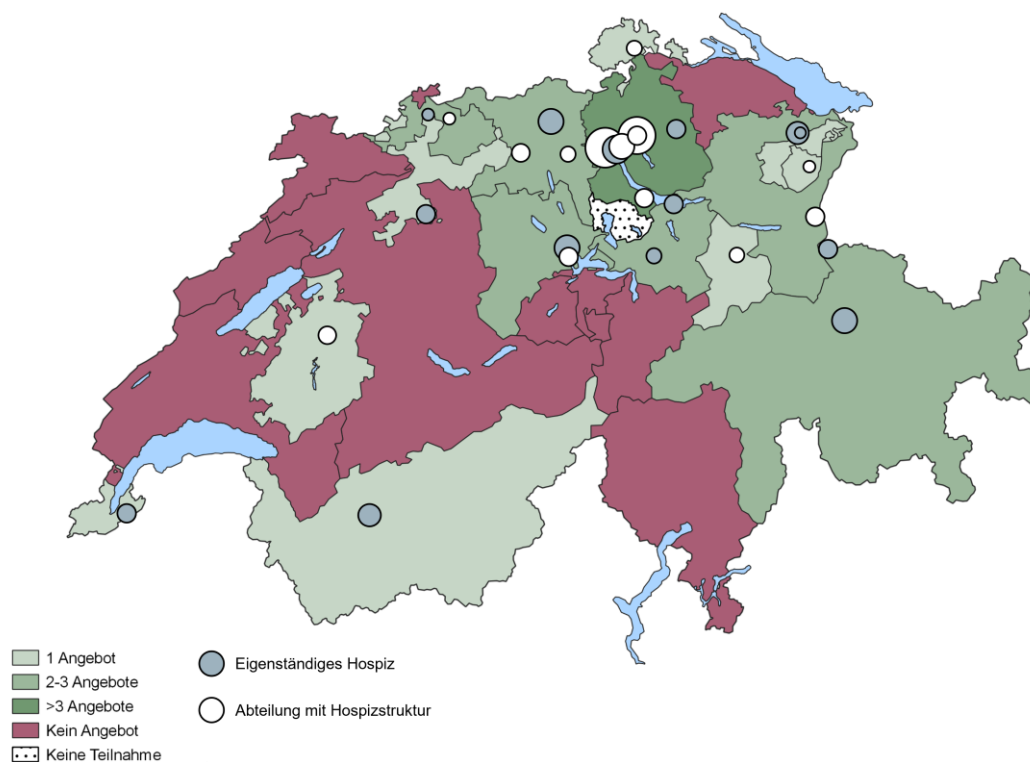 1 Angebot
2-3 Angebote
>3 Angebote
Kein Angebot
Keine Teilnahme
Eigenständiges Hospiz
Abteilung mit Hospizstruktur